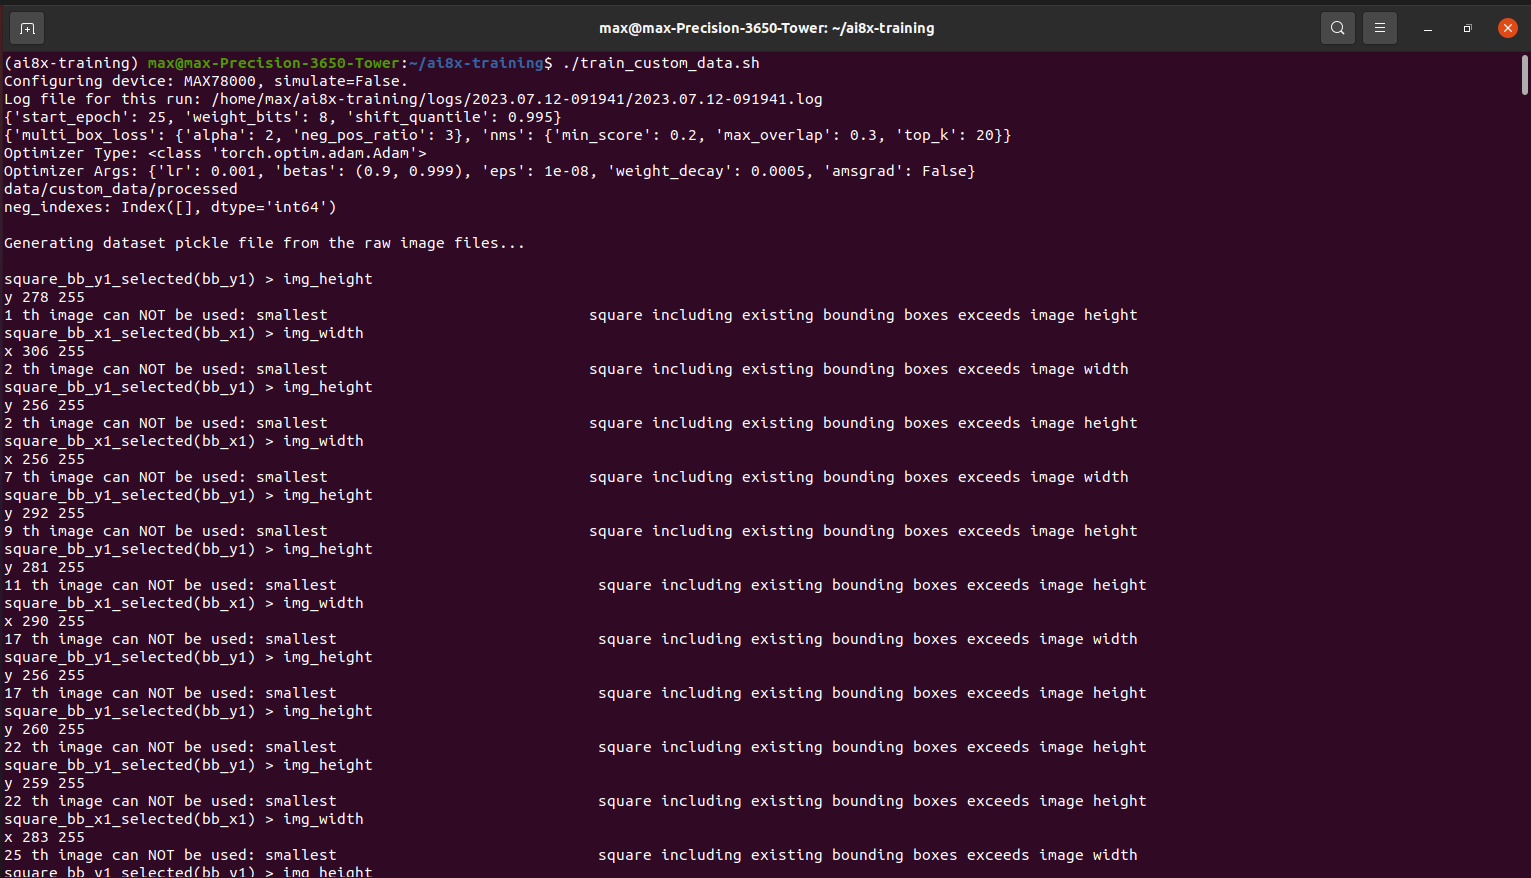 max@max-Precision-3650-Tower: ~/ai8x-training
(ai8x-training) max@max-Precision-3650-Tower:~/ai8x-training$ ./train_custom_data.sh
Configuring device: MAX78000, simulate=False.
Log file for this run: /home/max/ai8x-training/logs/2023.07.12-091941/2023.07.12-091941.log
{'start_epoch': 25, 'weight_bits': 8, 'shift_quantile': 0.995}
{'multi_box_loss': {'alpha': 2, 'neg_pos_ratio': 3}, 'nms': {'min_score': 0.2, 'max_overlap': 0.3, 'top_k': 20}}
Optimizer Type: <class 'torch.optim.adam.Adam'>
Optimizer Args: {'lr': 0.001, 'betas': (0.9, 0.999), 'eps': 1e-08, 'weight_decay': 0.0005, 'amsgrad': False}
data/custom_data/processed
neg_indexes: Index([], dtype='int64')
Generating dataset pickle file from the raw image files...
square_bb_y1_selected(bb_y1) > img_height
y 278 255
1 th image can NOT be used: smallest square including existing bounding boxes exceeds image height
square_bb_x1_selected(bb_x1) > img_width
x 306 255
2 th image can NOT be used: smallest square including existing bounding boxes exceeds image width
square_bb_y1_selected(bb_y1) > img_height
y 256 255
2 th image can NOT be used: smallest square including existing bounding boxes exceeds image height
square_bb_x1_selected(bb_x1) > img_width
x 256 255
7 th image can NOT be used: smallest square including existing bounding boxes exceeds image width
square_bb_y1_selected(bb_y1) > img_height
y 292 255
9 th image can NOT be used: smallest square including existing bounding boxes exceeds image height
square_bb_y1_selected(bb_y1) > img_height
y 281 255
11 th image can NOT be used: smallest square including existing bounding boxes exceeds image height
square_bb_x1_selected(bb_x1) > img_width
x 290 255
17 th image can NOT be used: smallest square including existing bounding boxes exceeds image width
square_bb_y1_selected(bb_y1) > img_height
y 256 255
17 th image can NOT be used: smallest square including existing bounding boxes exceeds image height
square_bb_y1_selected(bb_y1) > img_height
y 260 255
22 th image can NOT be used: smallest square including existing bounding boxes exceeds image height
square_bb_y1_selected(bb_y1) > img_height
y 259 255
22 th image can NOT be used: smallest square including existing bounding boxes exceeds image height
square_bb_x1_selected(bb_x1) > img_width
x 283 255
25 th image can NOT be used: smallest square including existing bounding boxes exceeds image width
square_bb_y1_selected(bb_y1) > img_height